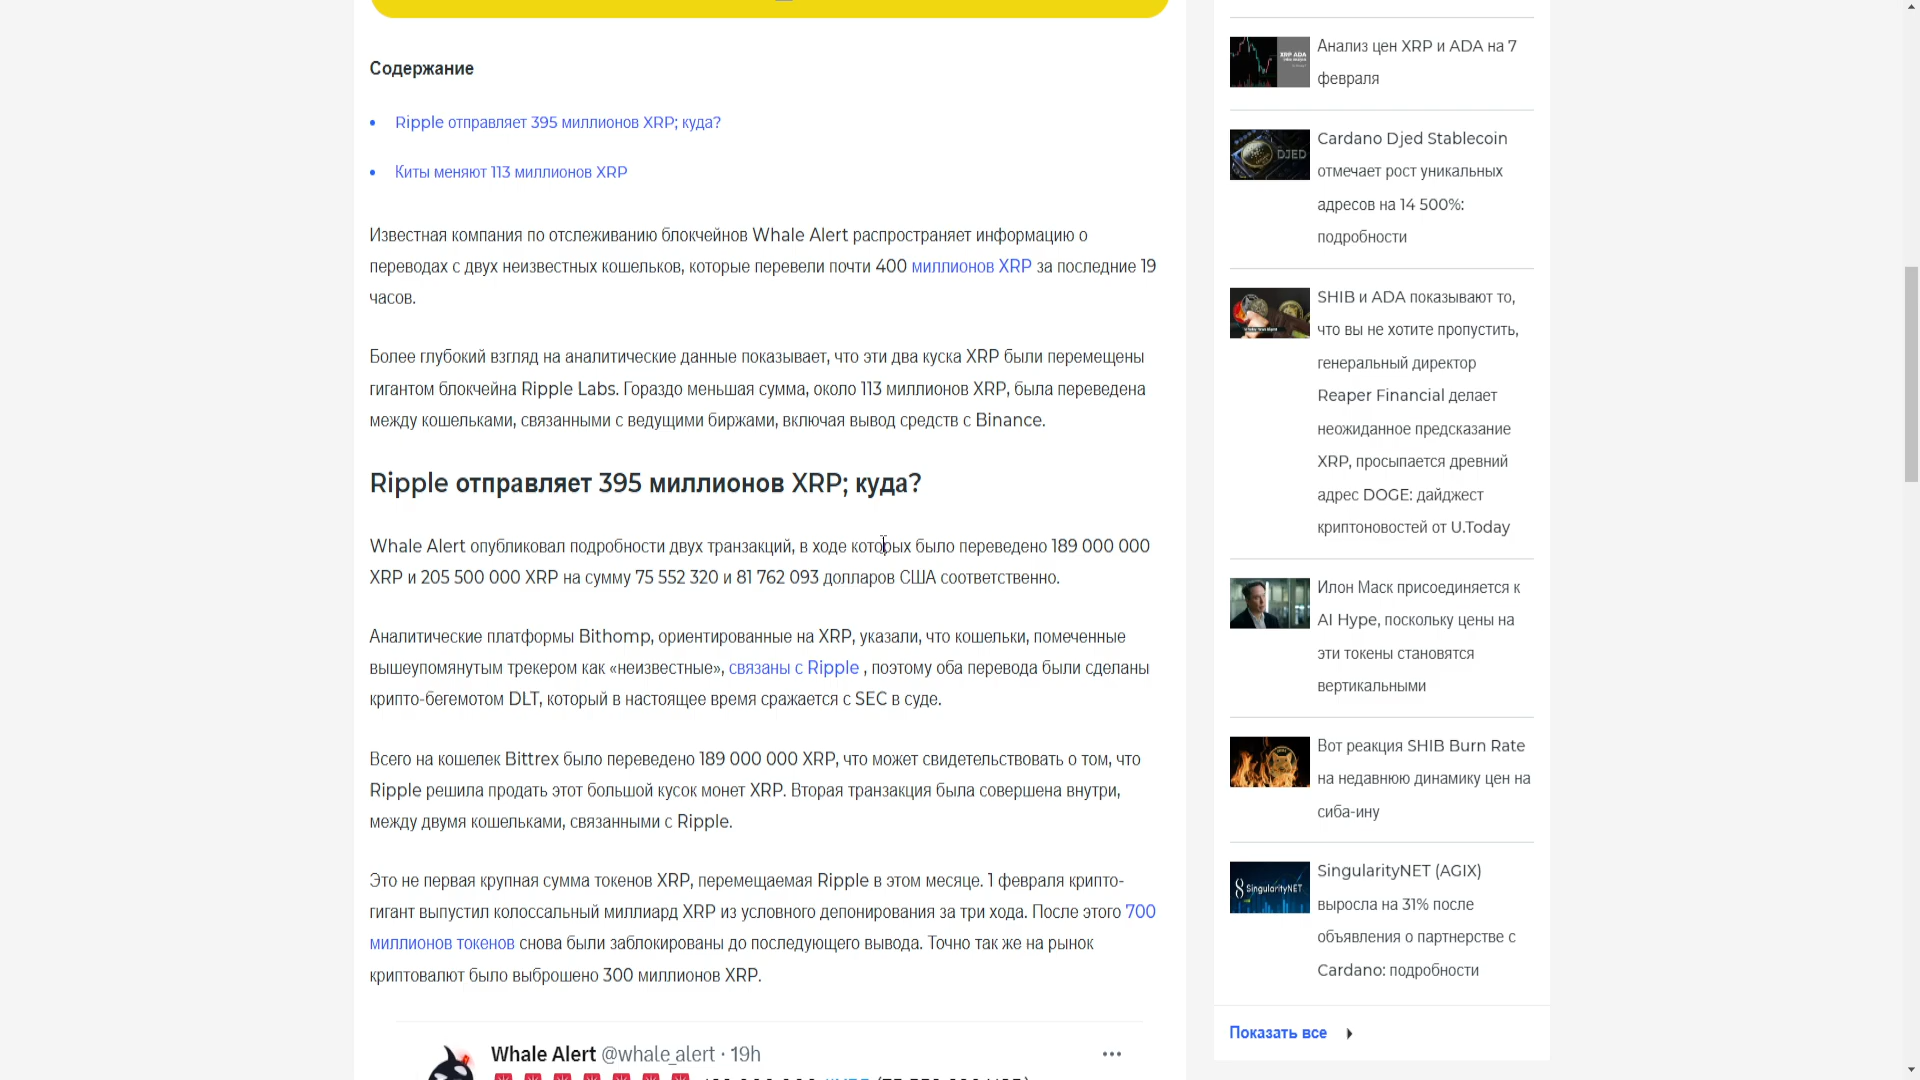 Содержание
Ripple отправляет 395 миллионов XRP; куда?
Киты меняют 113 миллионов XRP
Известная компания по отслеживанию блокчейнов Whale Alert распространяет информацию о
переводах с двух неизвестных кошельков, которые перевели почти 400 миллионов XRP за последние 19
часов.
Более глубокий взгляд на аналитические данные показывает, что эти два куска XRP были перемещены
гигантом блокчейна Ripple Labs. Гораздо меньшая сумма, около 113 миллионов XRP, была переведена
между кошельками, связанными с ведущими биржами, включая вывод средств с Binance.
Ripple отправляет 395 миллионов XRP; куда?
Whale Alert опубликовал подробности двух транзакций, в ходе которых было переведено 189 000 000
XRP и 205 500 000 XRP на сумму 75 552 320 и 81 762 093 долларов США соответственно.
Аналитические платформы Bithomp, ориентированные на XRP, указали, что кошельки, помеченные
вышеупомянутым трекером как «неизвестные», связаны с Ripple , поэтому оба перевода были сделаны
крипто-бегемотом DLT, который в настоящее время сражается с SEC в суде.
Всего на кошелек Bittrex было переведено 189 000 000 XRP, что может свидетельствовать о том, что
Ripple решила продать этот большой кусок монет XRP. Вторая транзакция была совершена внутри,
между двумя кошельками, связанными с Ripple.
Это не первая крупная сумма токенов XRP, перемещаемая Ripple в этом месяце. 1 февраля крипто-
гигант выпустил колоссальный миллиард XRP из условного депонирования за три хода. После этого 700
миллионов токенов снова были заблокированы до последующего вывода. Точно так же на рынок
криптовалют было выброшено 300 миллионов XRP.
Whale Alert @whale_alert · 19h
Анализ цен XRP и ADA на 7
февраля
XRP ADA
Cardano Djed Stablecoin
отмечает рост уникальных
адресов на 14 500%:
подробности
DJED
SHIB и ADA показывают то,
что вы не хотите пропустить,
генеральный директор
Reaper Financial делает
неожиданное предсказание
XRP, просыпается древний
адрес DOGE: дайджест
криптоновостей от U.Today
Илон Маск присоединяется к
AI Hype, поскольку цены на
эти токены становятся
вертикальными
Вот реакция SHIB Burn Rate
на недавнюю динамику цен на
сиба-ину
SingularityNET (AGIX)
выросла на 31% после
объявления о партнерстве с
Cardano: подробности
SingularityNET
Показать все